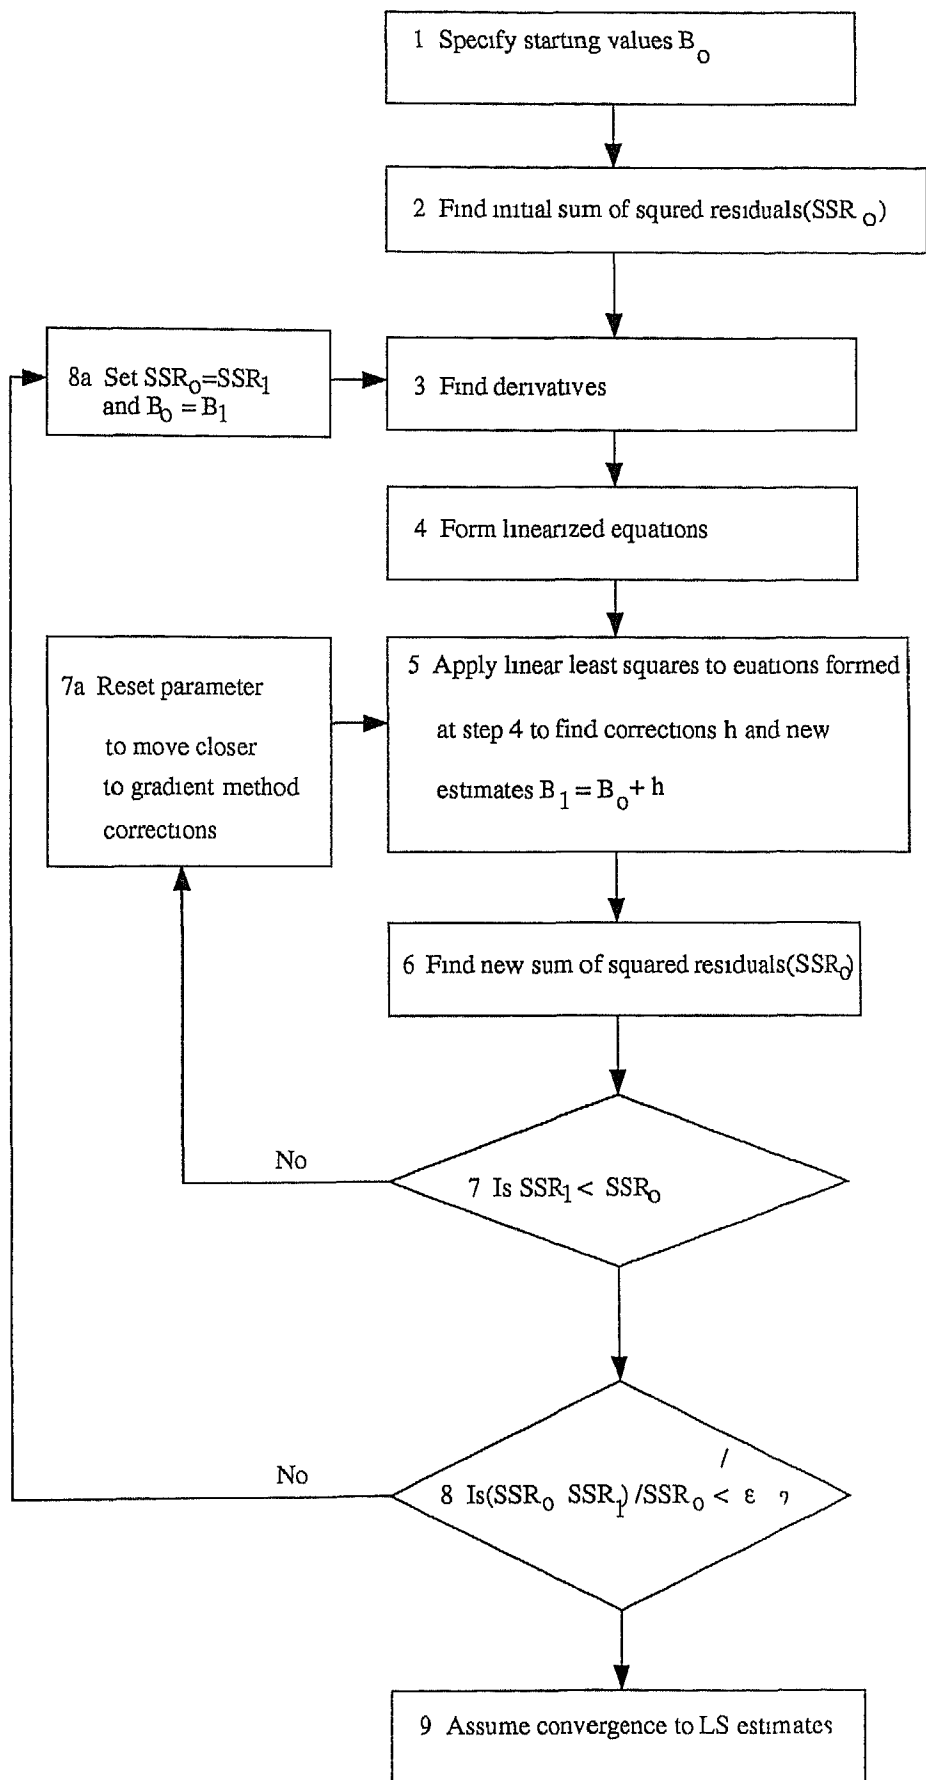 1 Specify starting values B₀
2 Find initial sum of squred residuals(SSR₀)
8a Set SSR₀=SSR₁
and B₀ = B₁
3 Find derivatives
4 Form linearized equations
7a Reset parameter
to move closer
to gradient method
corrections
5 Apply linear least squares to euations formed
at step 4 to find corrections h and new
estimates B₁ = B₀ + h
6 Find new sum of squared residuals(SSR₀)
No
7 Is SSR₁ < SSR₀
No
8 Is(SSR₀ SSR₁)/SSR₀ < ε ?
9 Assume convergence to LS estimates